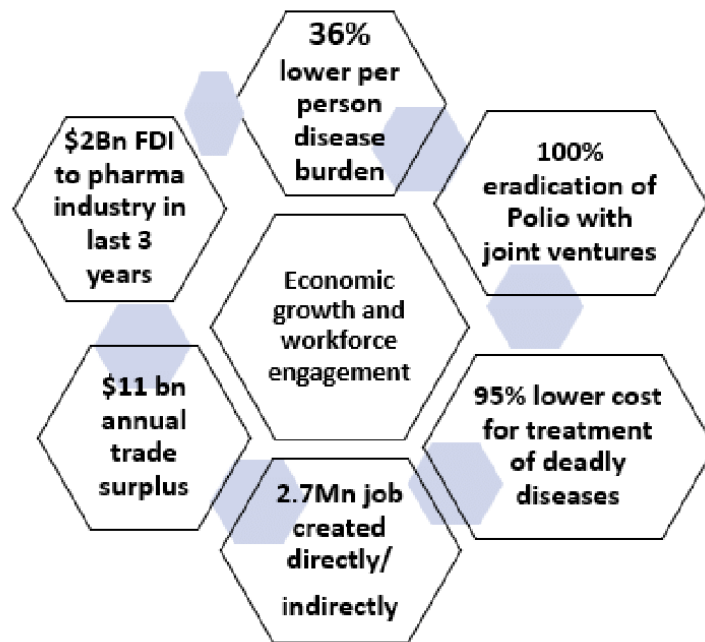 36%
lower per
person
disease
burden
$2Bn FDI
to pharma
industry in
last 3
years
100%
eradication of
Polio with
joint ventures
Economic
growth and
workforce
engagement
$11 bn
annual
trade
surplus
95% lower cost
for treatment
of deadly
diseases
2.7Mn job
created
directly/
indirectly